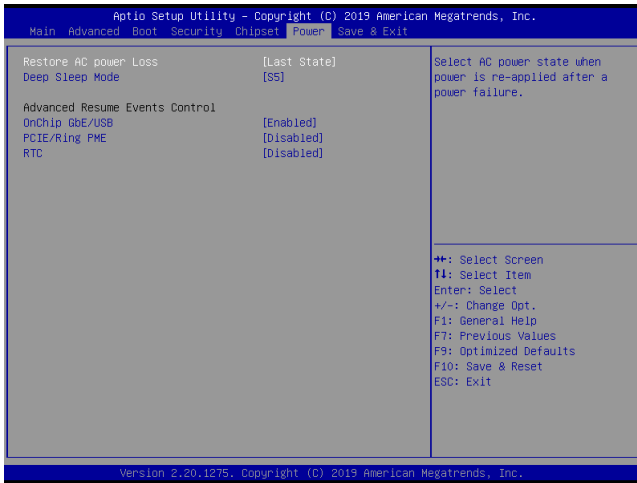 Aptio Setup Utility - Copyright (C) 2019 American Megatrends, Inc.
Main Advanced Boot Security Chipset Power Save & Exit
Restore AC power Loss [Last State]
Deep Sleep Mode [S5]
Advanced Resume Events Control
OnChip GbE/USB [Enabled]
PCIE/Ring PME [Disabled]
RTC [Disabled]
Select AC power state when
power is re-applied after a
power failure.
→←: Select Screen
↑↓: Select Item
Enter: Select
+/-: Change Opt.
F1: General Help
F7: Previous Values
F9: Optimized Defaults
F10: Save & Reset
ESC: Exit
Version 2.20.1275. Copyright (C) 2019 American Megatrends, Inc.